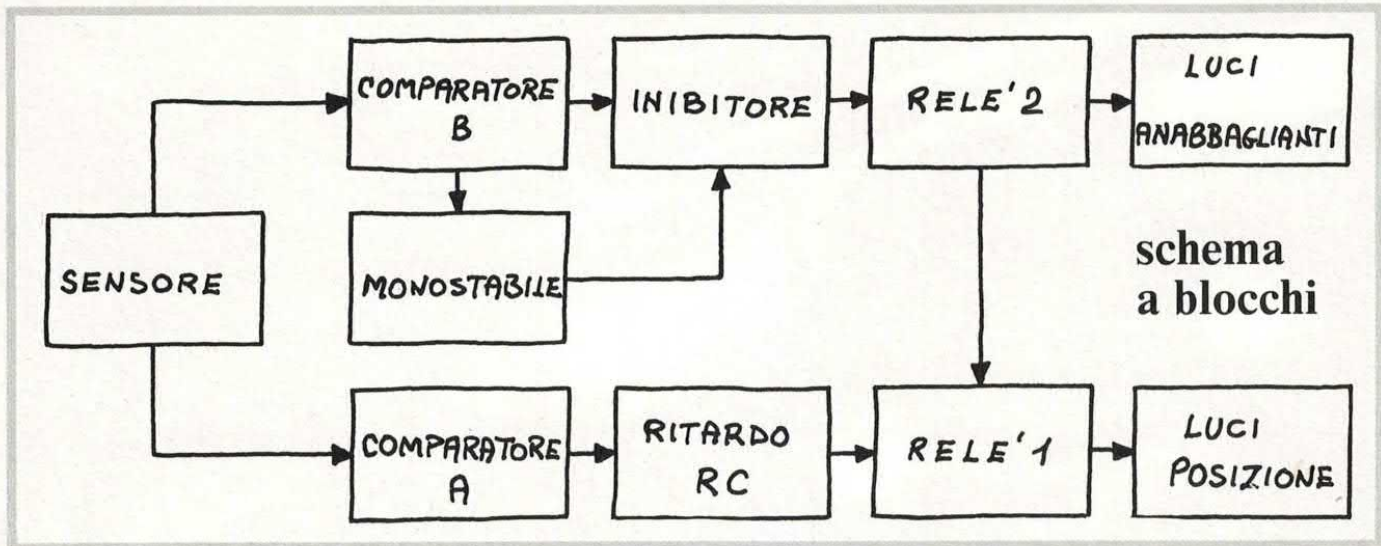 COMPARATORE
B
INIBITORE
RELE'2
LUCI
ANABBAGLIANTI
SENSORE
MONOSTABILE
schema
a blocchi
COMPARATORE
A
RITARDO
RC
RELE'1
LUCI
POSIZIONE